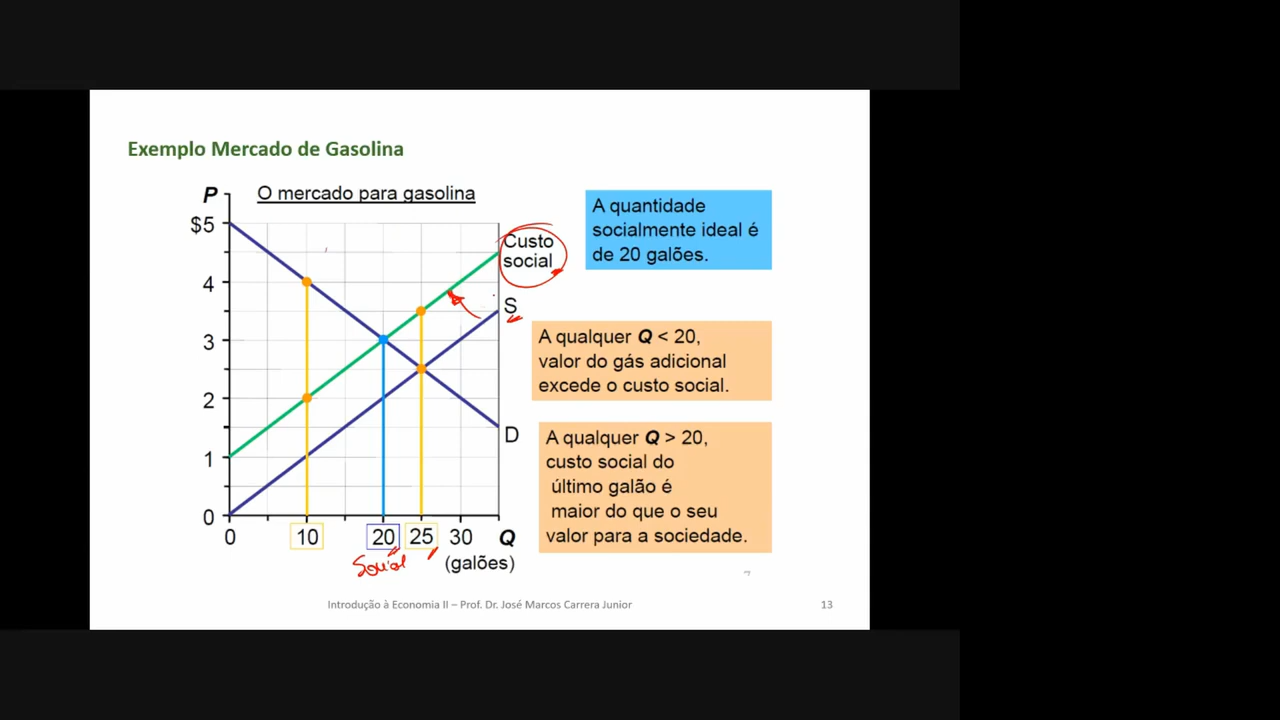 Exemplo Mercado de Gasolina
P
O mercado para gasolina
$5
4
3
2
1
0
0
10
20
25
30
Q
(galões)
Social
Custo
social
S
D
A quantidade
socialmente ideal é
de 20 galões.
A qualquer Q < 20,
valor do gás adicional
excede o custo social.
A qualquer Q > 20,
custo social do
último galão é
maior do que o seu
valor para a sociedade.
Introdução à Economia II – Prof. Dr. José Marcos Carrera Junior
13